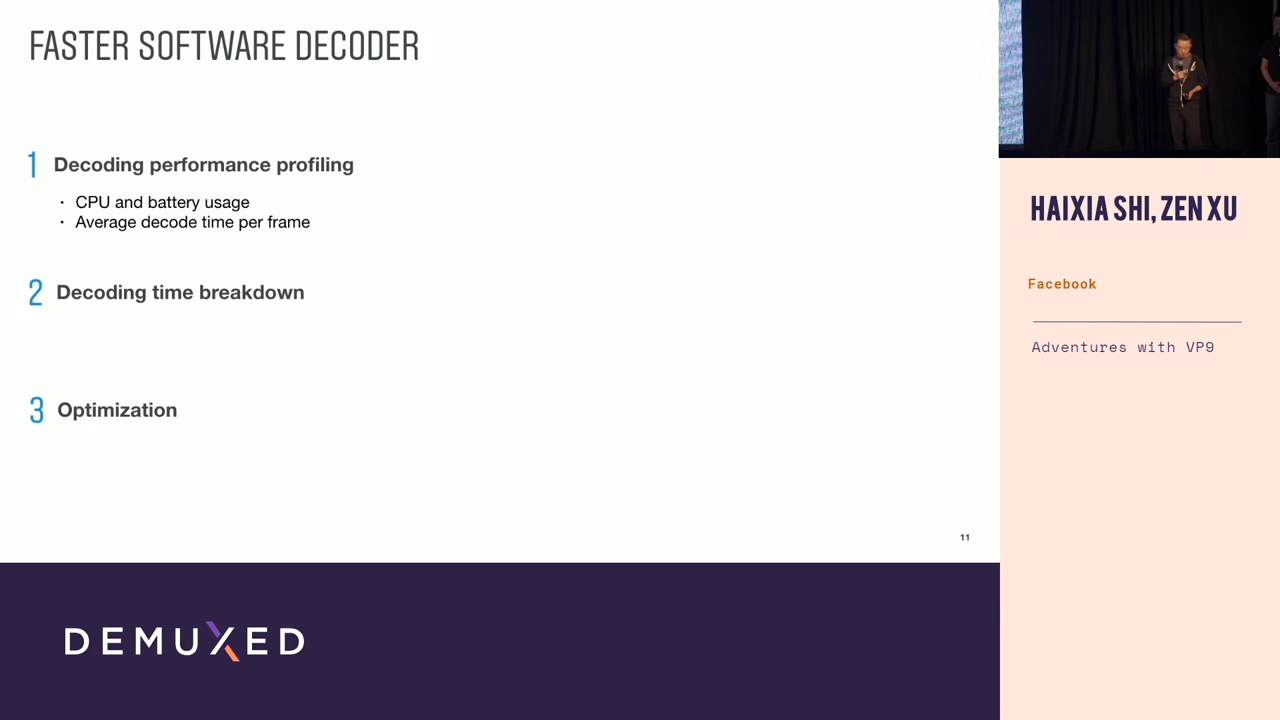 FASTER SOFTWARE DECODER
1 Decoding performance profiling
· CPU and battery usage
· Average decode time per frame
2 Decoding time breakdown
3 Optimization
11
DEMUXED
HAIXIA SHI, ZEN XU
Facebook
Adventures with VP9